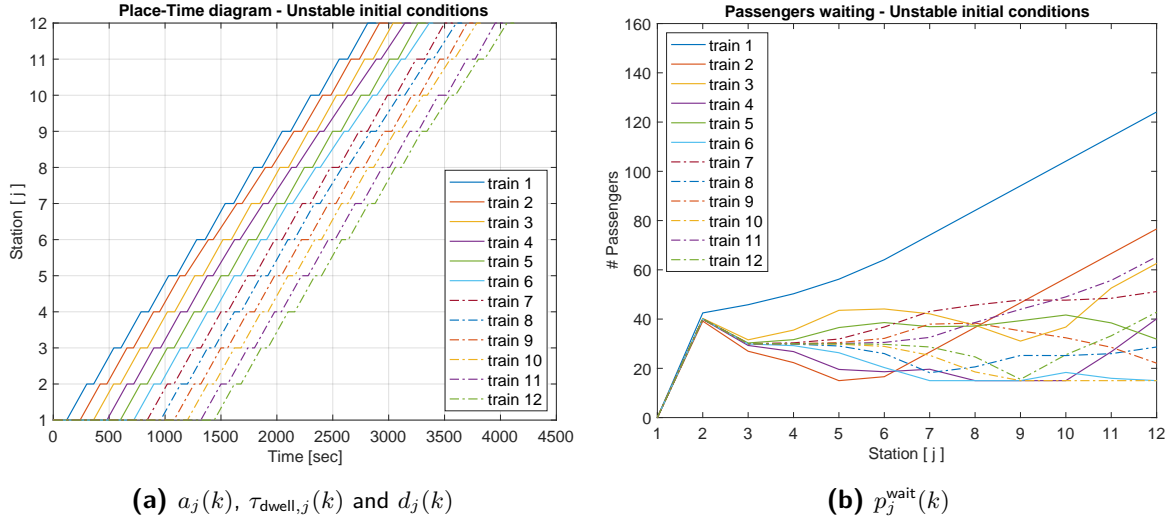 Place-Time diagram - Unstable initial conditions
12
11
10
9
8
7
6
5
4
3
2
1
Station [ j ]
0
500
1000
1500
2000
2500
3000
3500
4000
4500
Time [sec]
train 1
train 2
train 3
train 4
train 5
train 6
train 7
train 8
train 9
train 10
train 11
train 12
(a) a_j(k), τ_{dwell,j}(k) and d_j(k)
Passengers waiting - Unstable initial conditions
160
140
120
100
80
60
40
20
0
# Passengers
1
2
3
4
5
6
7
8
9
10
11
12
Station [ j ]
train 1
train 2
train 3
train 4
train 5
train 6
train 7
train 8
train 9
train 10
train 11
train 12
(b) p_j^{wait}(k)